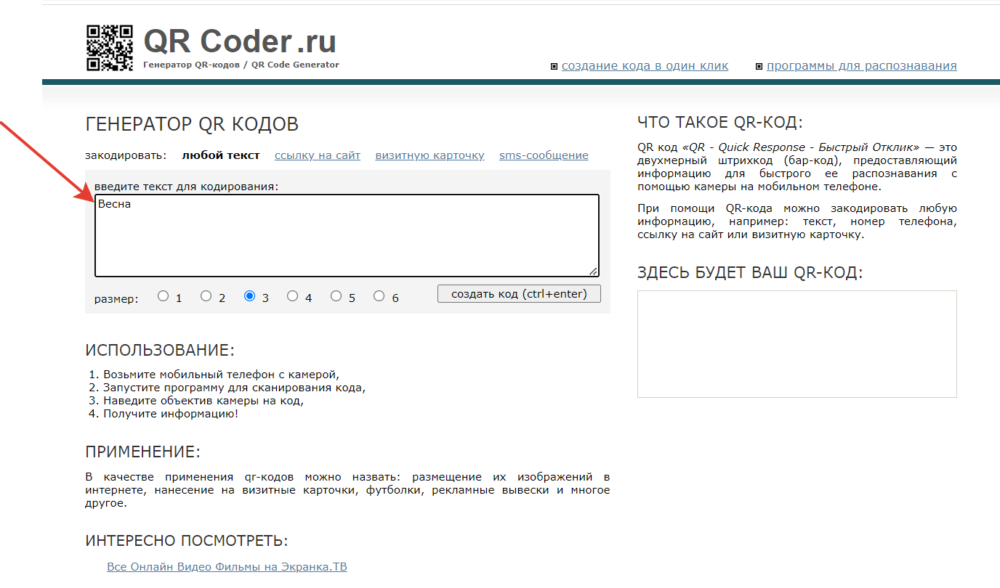 QR Coder.ru
Генератор QR-кодов / QR Code Generator
создание кода в один клик
программы для распознавания
ГЕНЕРАТОР QR КОДОВ
закодировать: любой текст ссылку на сайт визитную карточку sms-сообщение
введите текст для кодирования:
Весна
размер: 1 2 3 4 5 6 создать код (ctrl+enter)
ИСПОЛЬЗОВАНИЕ:
1. Возьмите мобильный телефон с камерой,
2. Запустите программу для сканирования кода,
3. Наведите объектив камеры на код,
4. Получите информацию!
ПРИМЕНЕНИЕ:
В качестве применения qr-кодов можно назвать: размещение их изображений в
интернете, нанесение на визитные карточки, футболки, рекламные вывески и многое
другое.
ИНТЕРЕСНО ПОСМОТРЕТЬ:
Все Онлайн Видео Фильмы на Экранка.ТВ
ЧТО ТАКОЕ QR-КОД:
QR код «QR - Quick Response - Быстрый Отклик» — это
двухмерный штрихкод (бар-код), предоставляющий
информацию для быстрого ее распознавания с
помощью камеры на мобильном телефоне.
При помощи QR-кода можно закодировать любую
информацию, например: текст, номер телефона,
ссылку на сайт или визитную карточку.
ЗДЕСЬ БУДЕТ ВАШ QR-КОД: